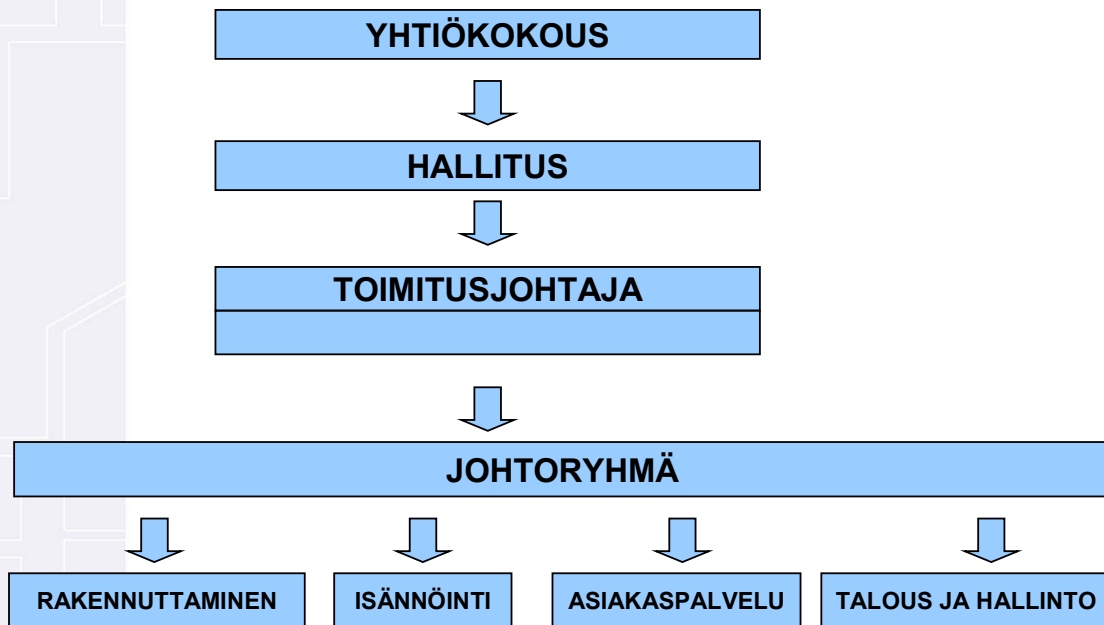 YHTIÖKOKOUS
HALLITUS
TOIMITUSJOHTAJA
JOHTORYHMÄ
RAKENNUTTAMINEN
ISÄNNÖINTI
ASIAKASPALVELU
TALOUS JA HALLINTO